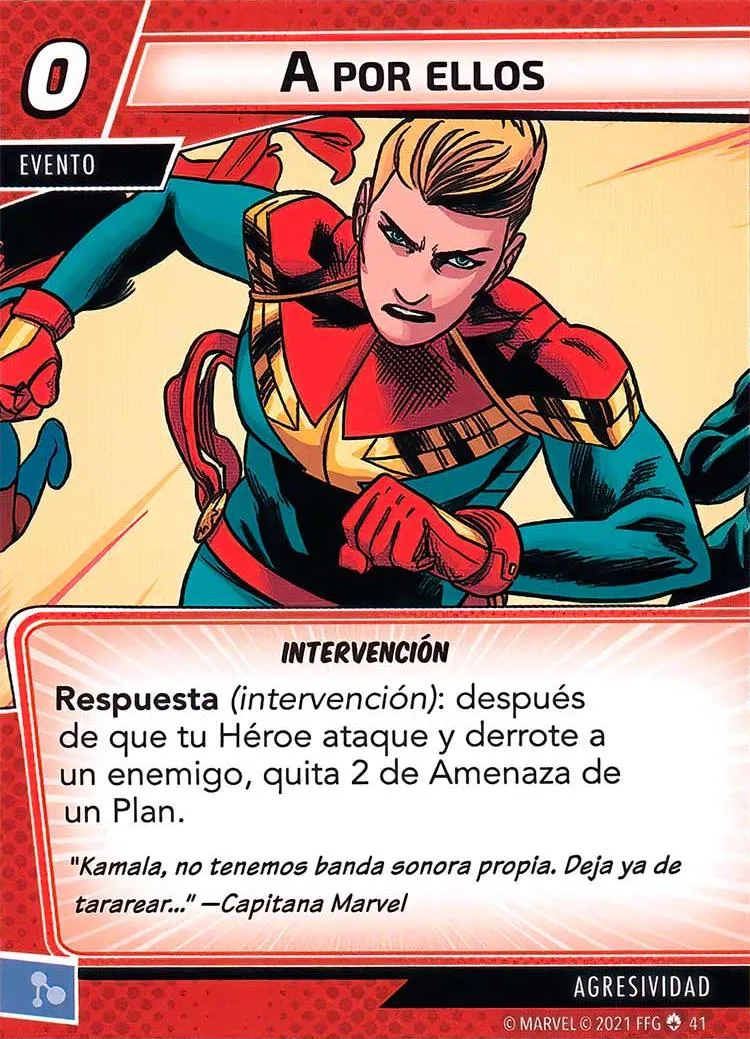 0
A POR ELLOS
EVENTO
INTERVENCIÓN
Respuesta (intervención): después
de que tu Héroe ataque y derrote a
un enemigo, quita 2 de Amenaza de
un Plan.
"Kamala, no tenemos banda sonora propia. Deja ya de
tararear..." —Capitana Marvel
AGRESIVIDAD
© MARVEL © 2021 FFG 41